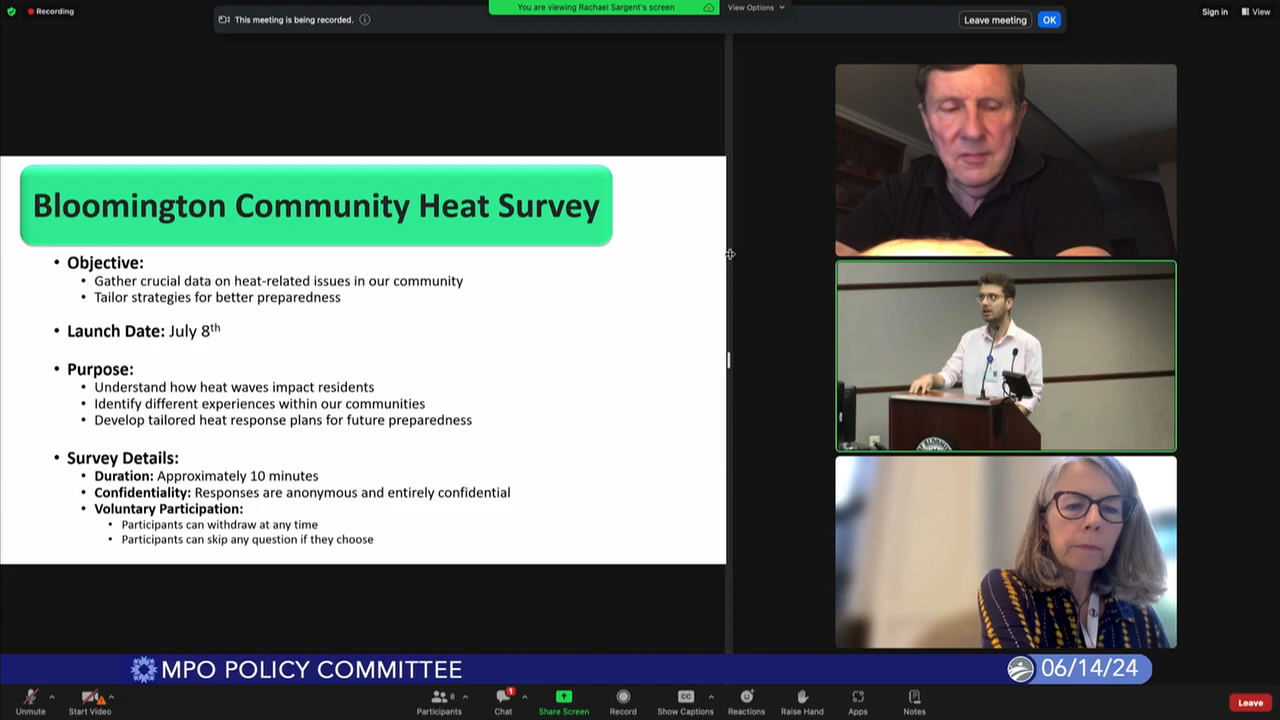 Recording
This meeting is being recorded.
You are viewing Rachael Sargent's screen
View Options
Leave meeting
OK
Sign in
View
Bloomington Community Heat Survey
• Objective:
• Gather crucial data on heat-related issues in our community
• Tailor strategies for better preparedness
• Launch Date: July 8th
• Purpose:
• Understand how heat waves impact residents
• Identify different experiences within our communities
• Develop tailored heat response plans for future preparedness
• Survey Details:
• Duration: Approximately 10 minutes
• Confidentiality: Responses are anonymous and entirely confidential
• Voluntary Participation:
• Participants can withdraw at any time
• Participants can skip any question if they choose
MPO POLICY COMMITTEE
06/14/24
Unmute
Start Video
8
Participants
1
Chat
Share Screen
Record
CC
Show Captions
Reactions
Raise Hand
Apps
Notes
Leave